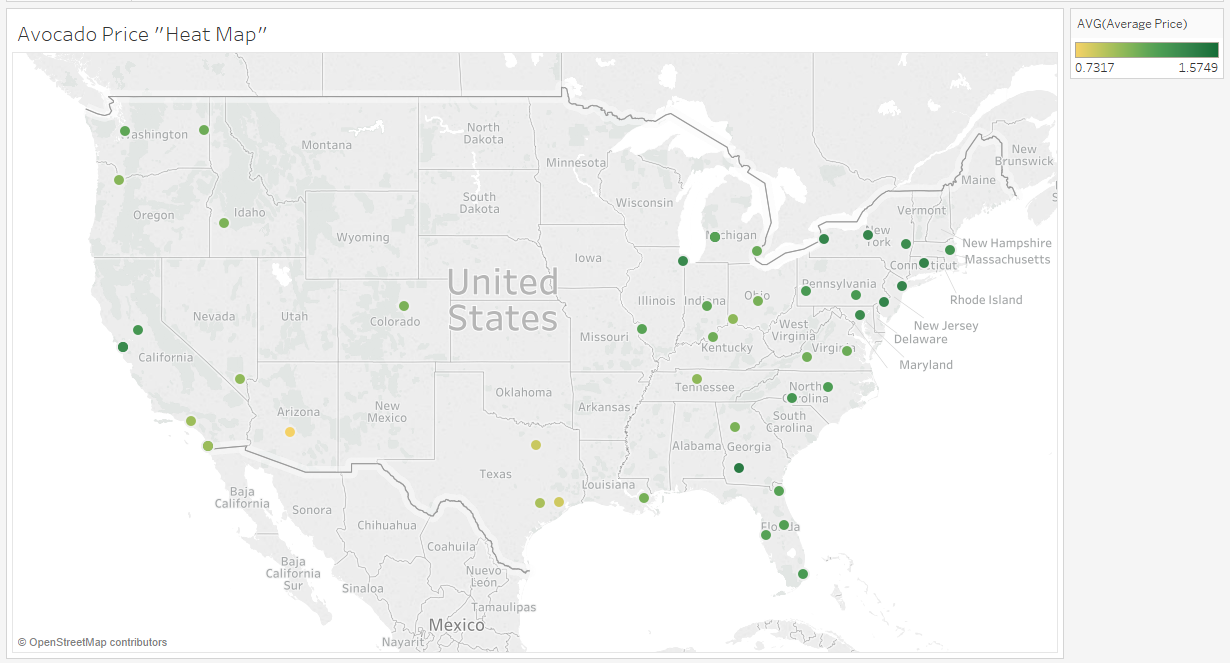 Avocado Price "Heat Map"
AVG(Average Price)
0.7317 1.5749
Washington
Montana
North
Dakota
Minnesota
New
Brunswick
Maine
Oregon
Idaho
South
Dakota
Wisconsin
Michigan
Vermont
New
York
New Hampshire
Massachusetts
Wyoming
Iowa
Connecticut
Rhode Island
United
States
Nevada
Utah
Colorado
Illinois
Indiana
Ohio
Pennsylvania
New Jersey
Delaware
Maryland
California
Missouri
West
Virginia
Virginia
Kentucky
Arizona
New
Mexico
Oklahoma
Arkansas
Tennessee
North
Carolina
South
Carolina
Alabama
Georgia
Texas
Louisiana
Florida
Baja
California
Sonora
Chihuahua
Coahuila
Baja
California
Sur
Sinaloa
Nuevo
León
Tamaulipas
México
Nayarit
© OpenStreetMap contributors